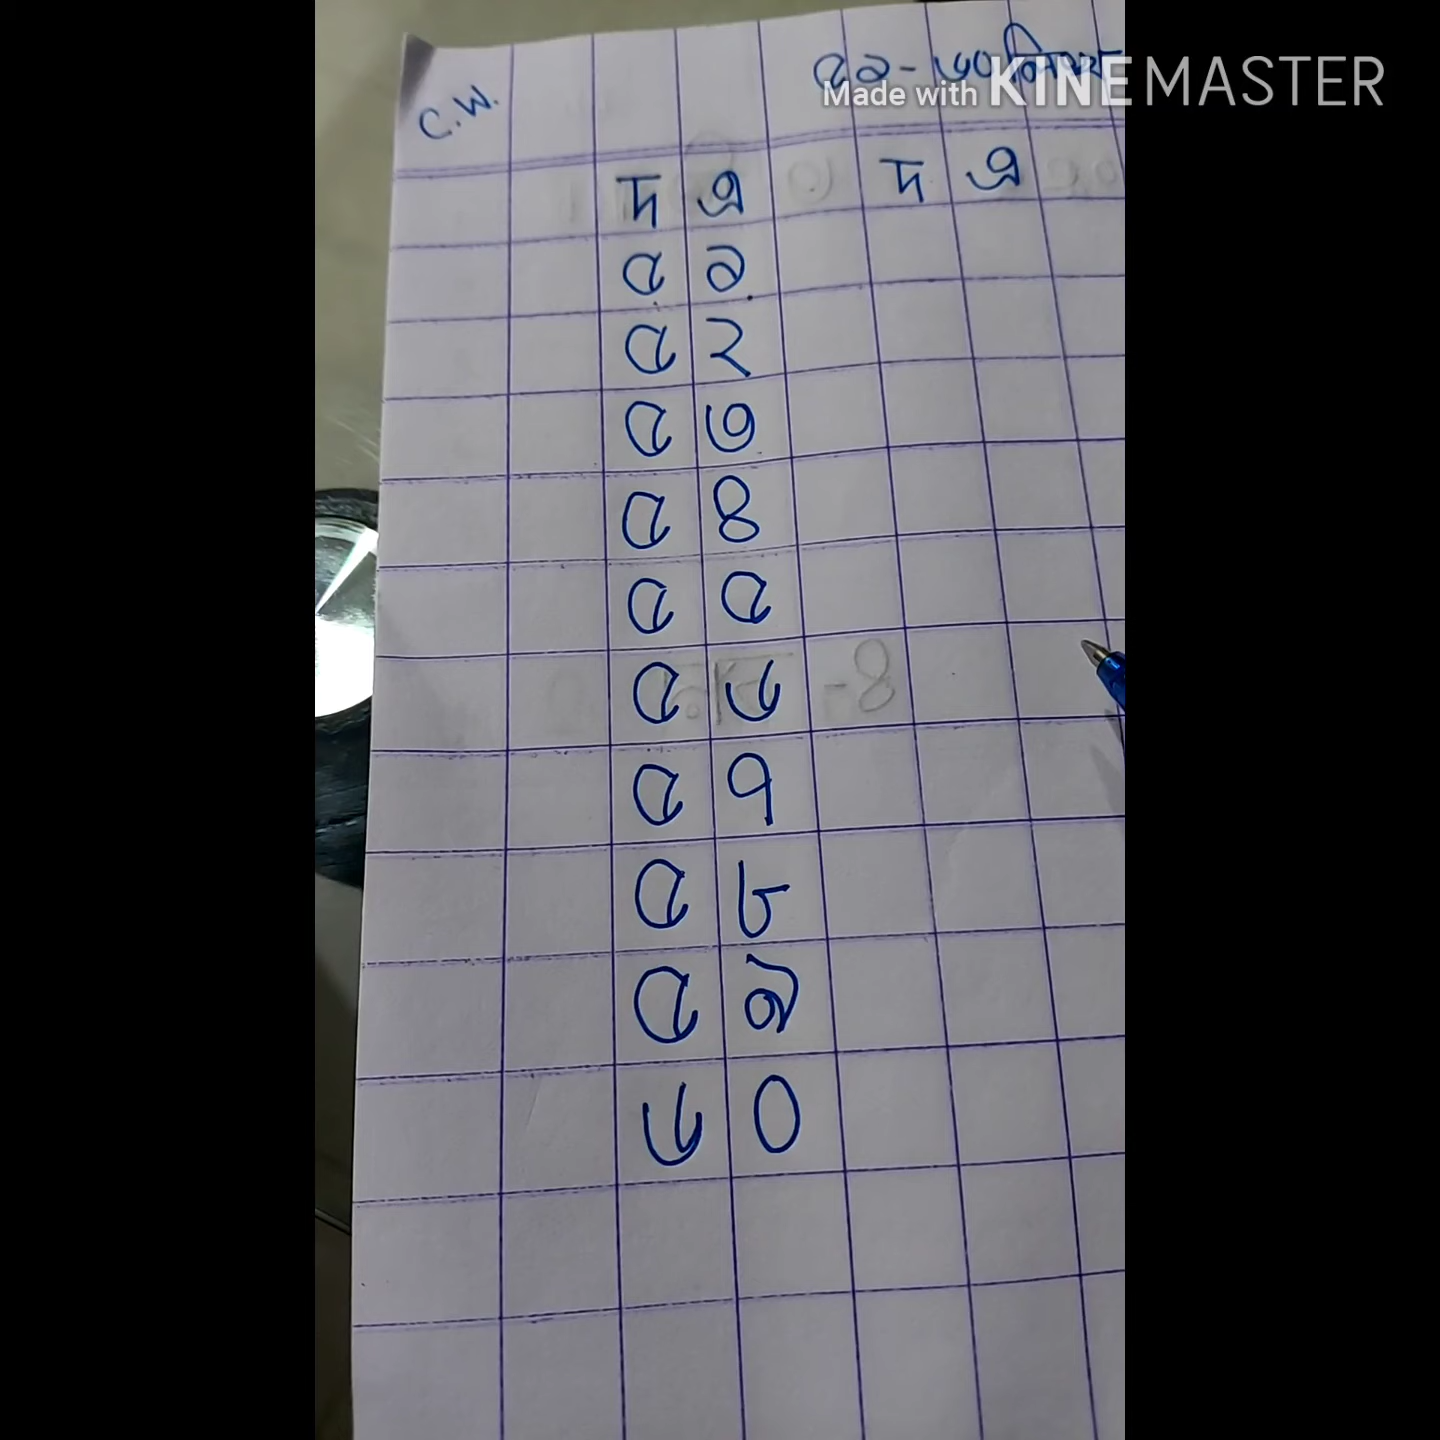 ৫১-৬০ লিখ
Made with KINEMASTER
C.W.
দ এ দ এ
৫ ১
৫ ২
৫ ৩
৫ ৪
৫ ৫
৫ ৬
৫ ৭
৫ ৮
৫ ৯
৬ ০